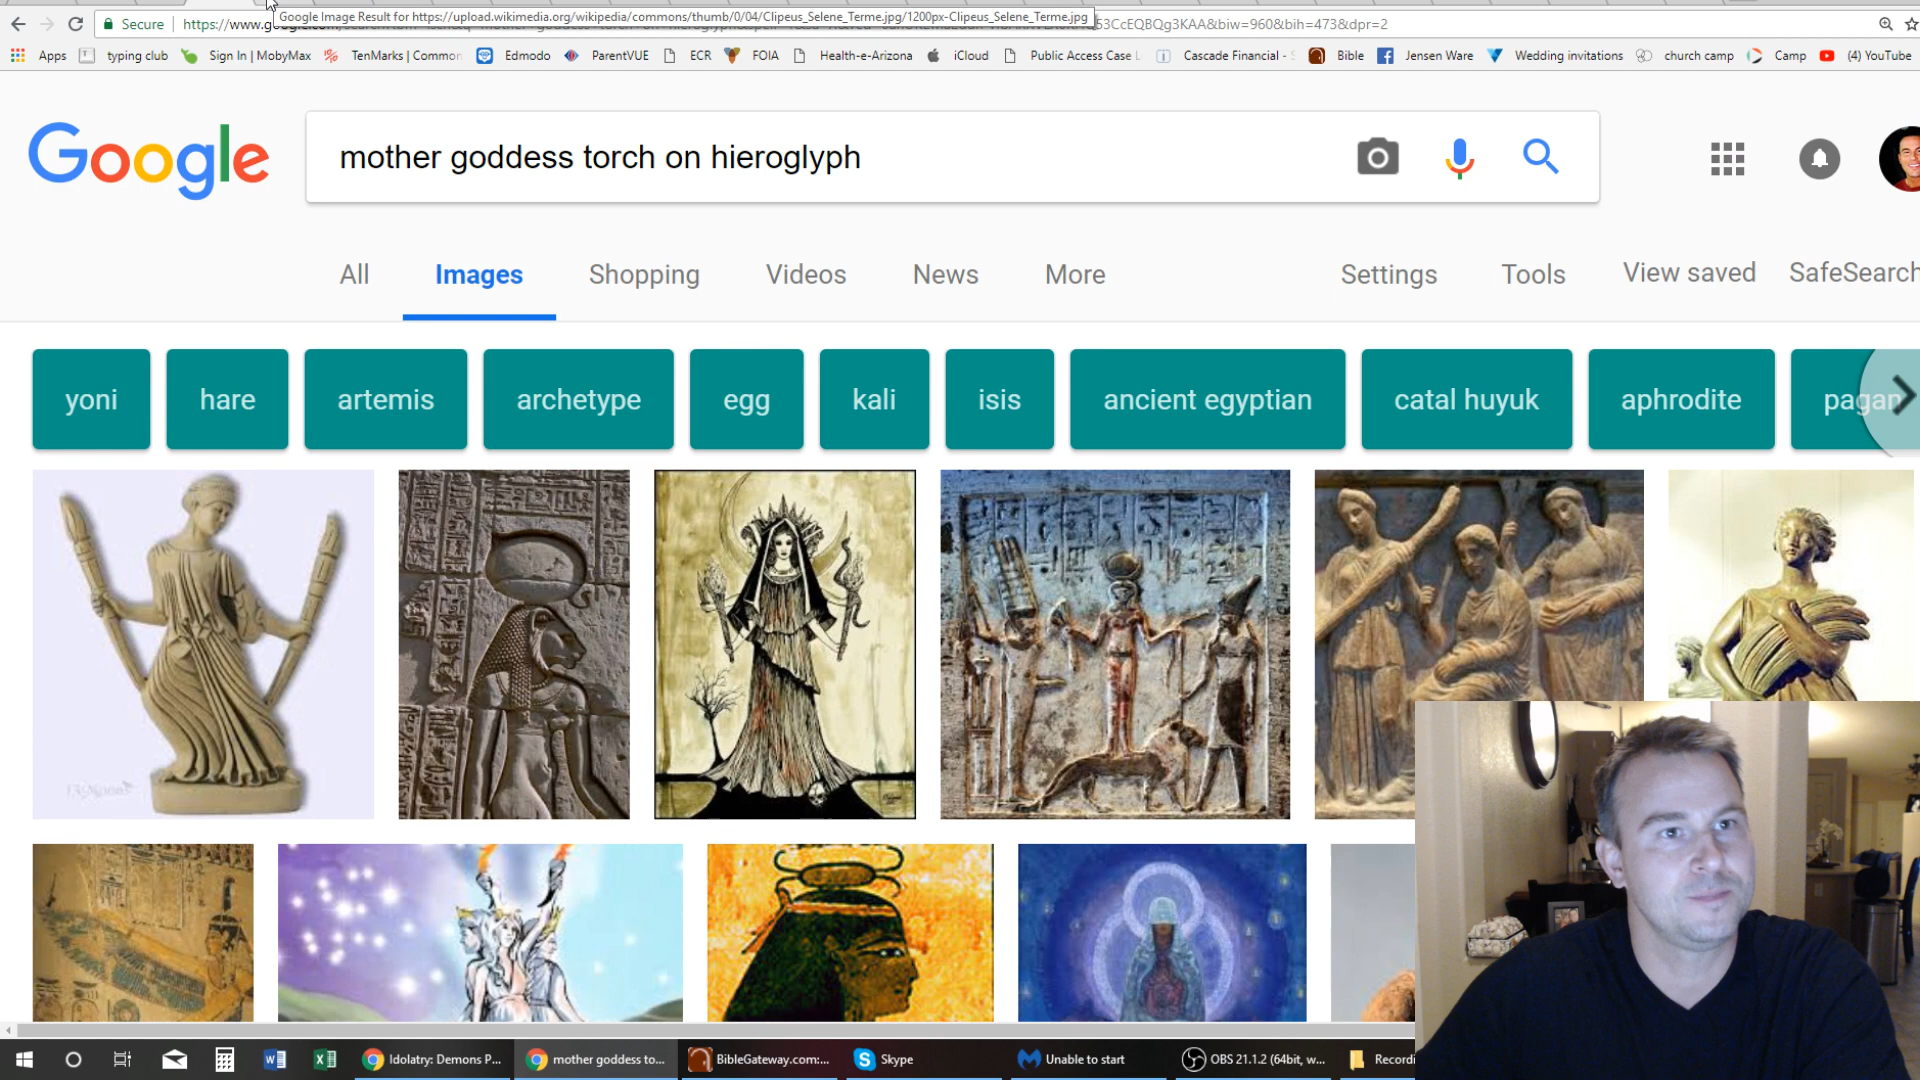 Google Image Result for https://upload.wikimedia.org/wikipedia/commons/thumb/0/04/Clipeus_Selene_Terme.jpg/1200px-Clipeus_Selene_Terme.jpg
Secure https://www.g 53CcEQBQg3KAA&biw=960&bih=473&dpr=2
Apps typing club Sign In | MobyMax TenMarks | Common Edmodo ParentVUE ECR FOIA Health-e-Arizona iCloud Public Access Case L Cascade Financial - Bible Jensen Ware Wedding invitations church camp Camp (4) YouTube
Google mother goddess torch on hieroglyph
All Images Shopping Videos News More Settings Tools View saved SafeSearch
yoni hare artemis archetype egg kali isis ancient egyptian catal huyuk aphrodite pagan
Idolatry: Demons P... mother goddess to... BibleGateway.com:... Skype Unable to start OBS 21.1.2 (64bit, w... Recordi